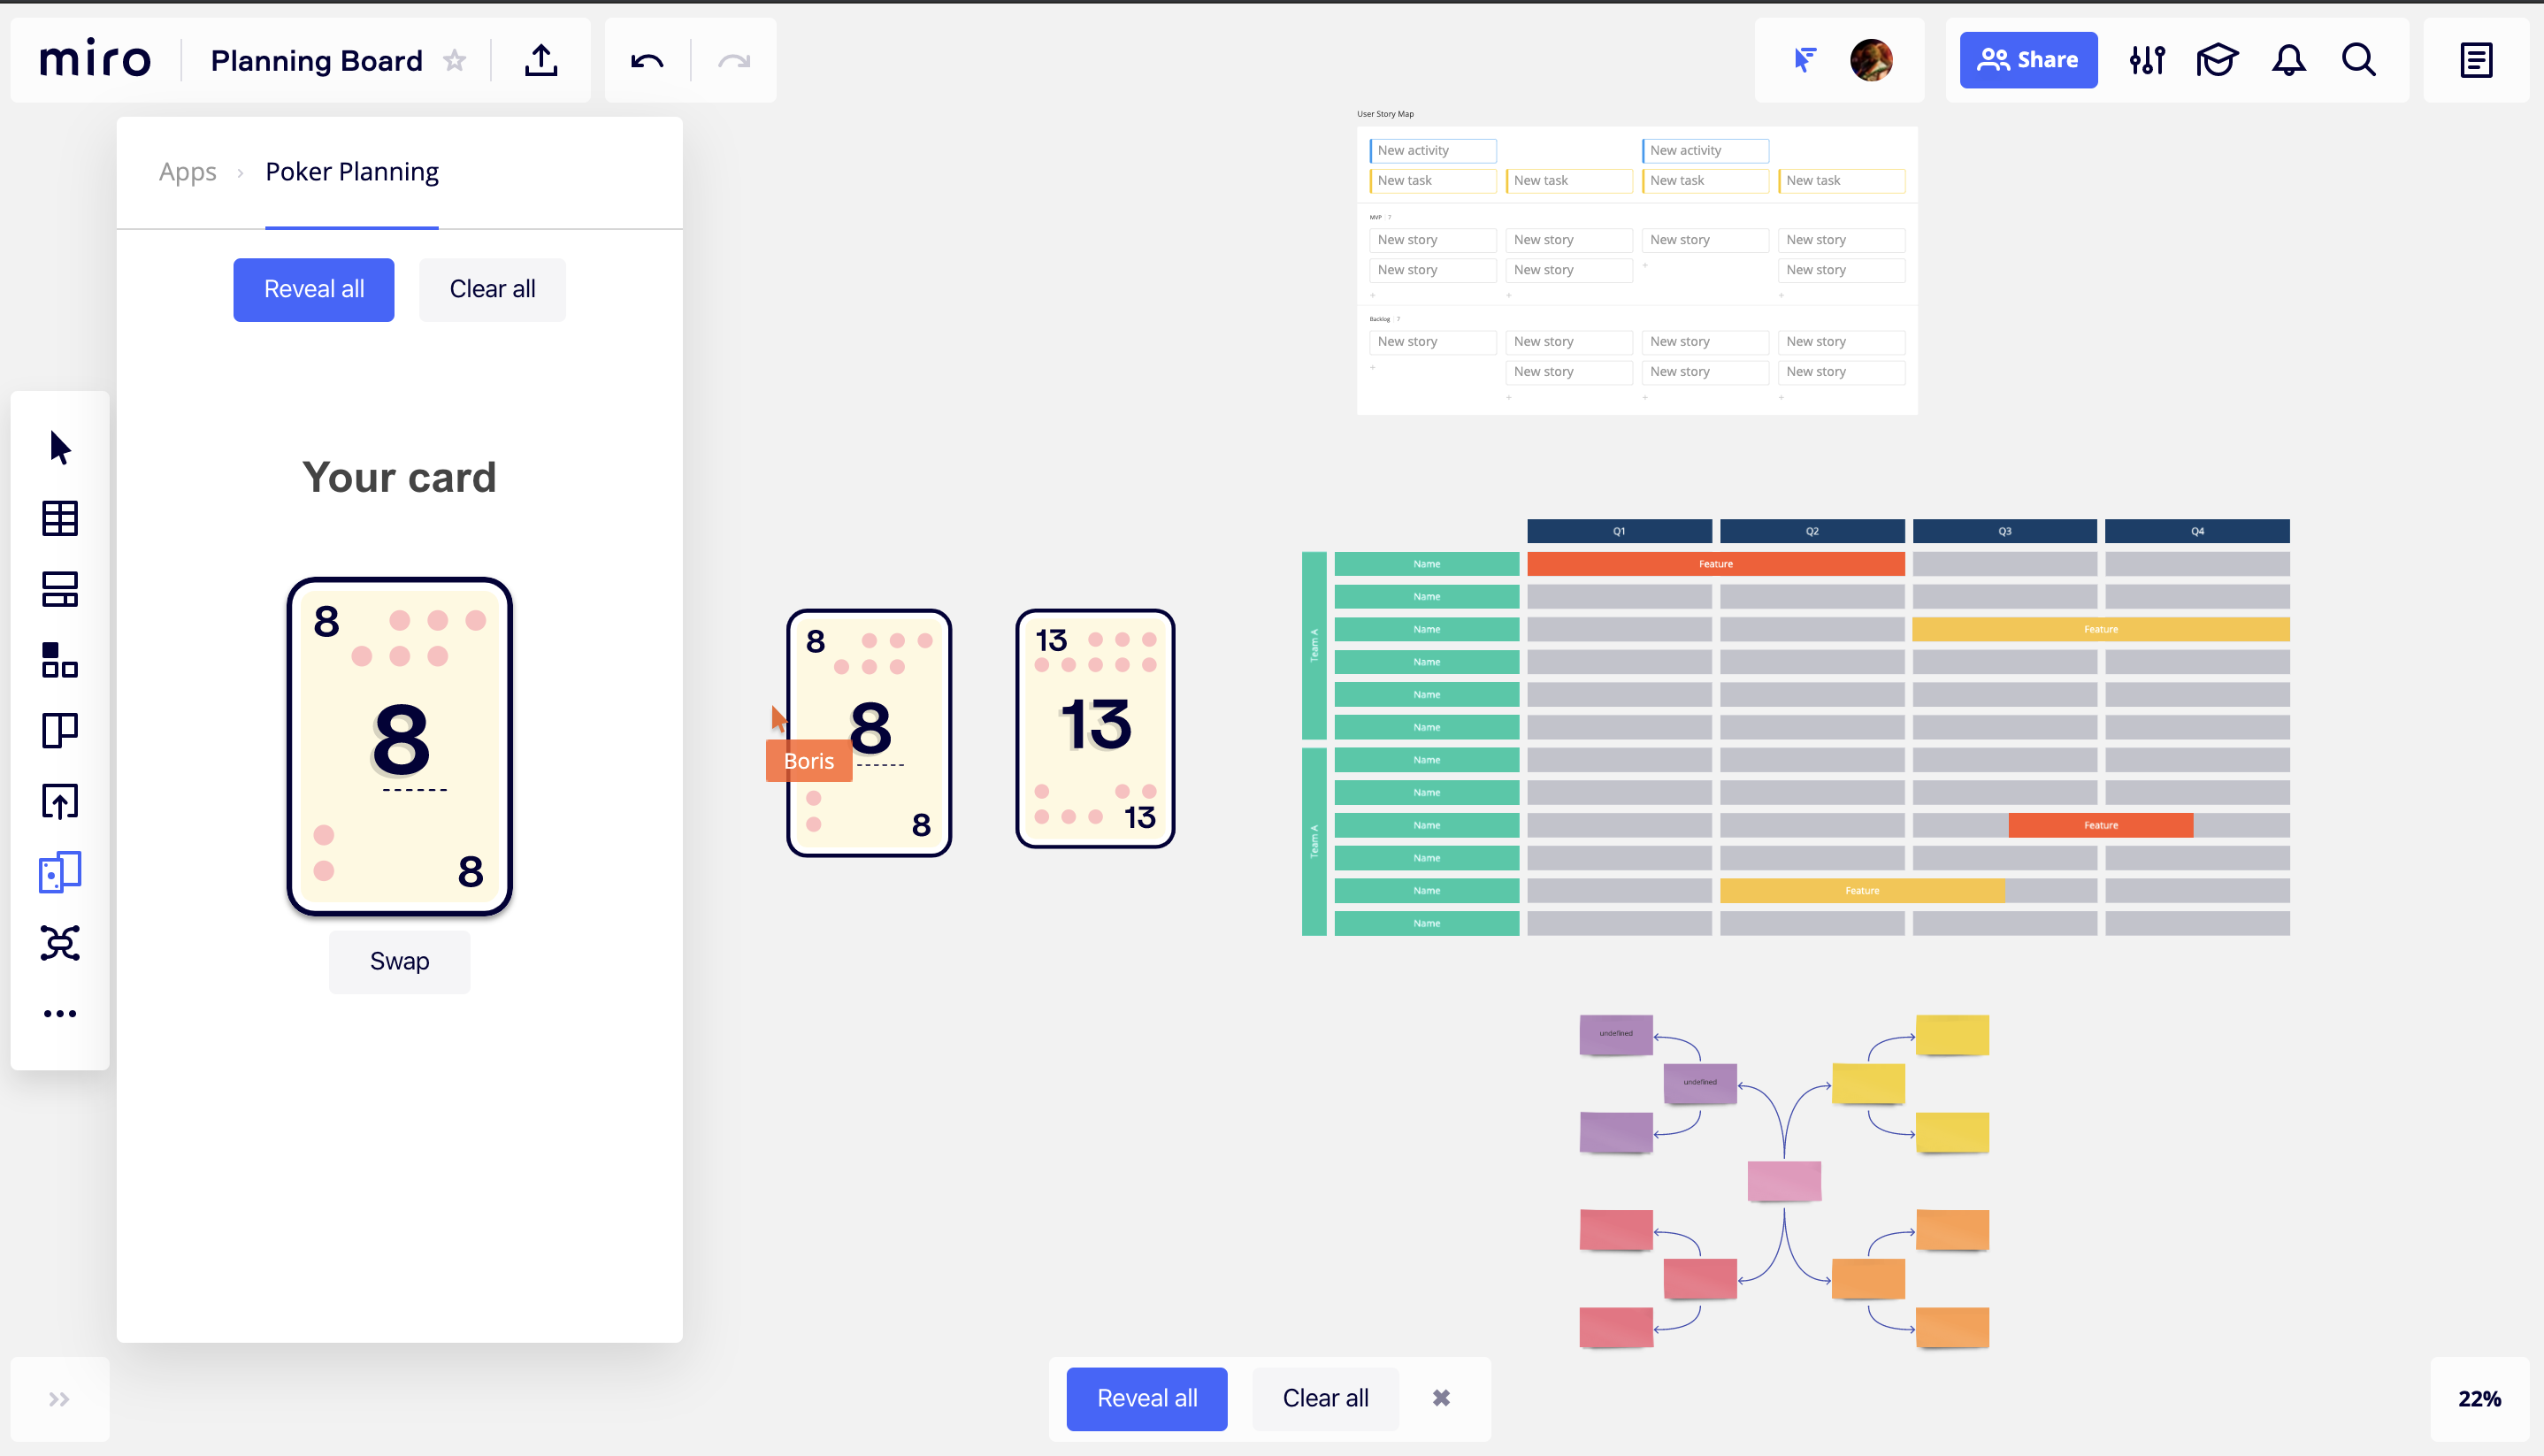 miro
Planning Board
Share
Apps › Poker Planning
Reveal all
Clear all
Your card
8
8
8
Swap
8
8
8
Boris
13
13
13
User Story Map
New activity
New activity
New task
New task
New task
New task
MVP 7
New story
New story
New story
New story
New story
New story
New story
Backlog 7
New story
New story
New story
New story
New story
New story
New story
Q1
Q2
Q3
Q4
Team A
Name
Feature
Name
Name
Feature
Name
Name
Name
Team A
Name
Name
Name
Feature
Name
Name
Feature
Name
undefined
undefined
Reveal all
Clear all
22%